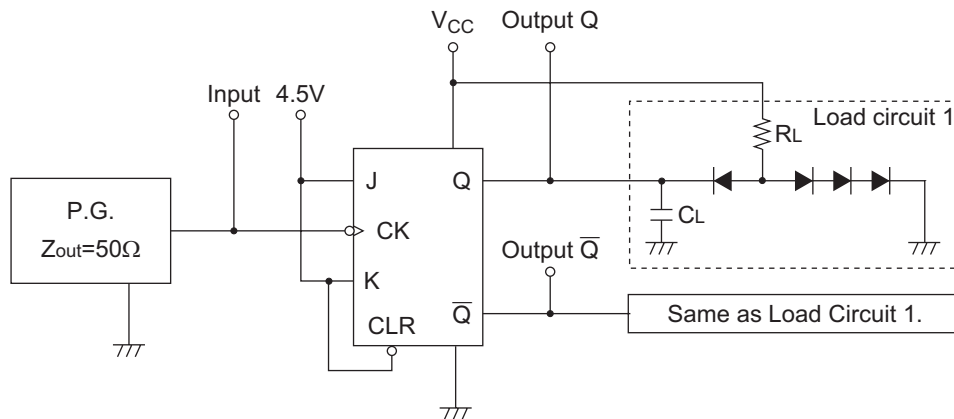 VCC Output Q
Input 4.5V
Load circuit 1
RL
P.G.
Zout=50Ω
J Q
CK
CL
K
Output Q̅
CLR Q̅
Same as Load Circuit 1.